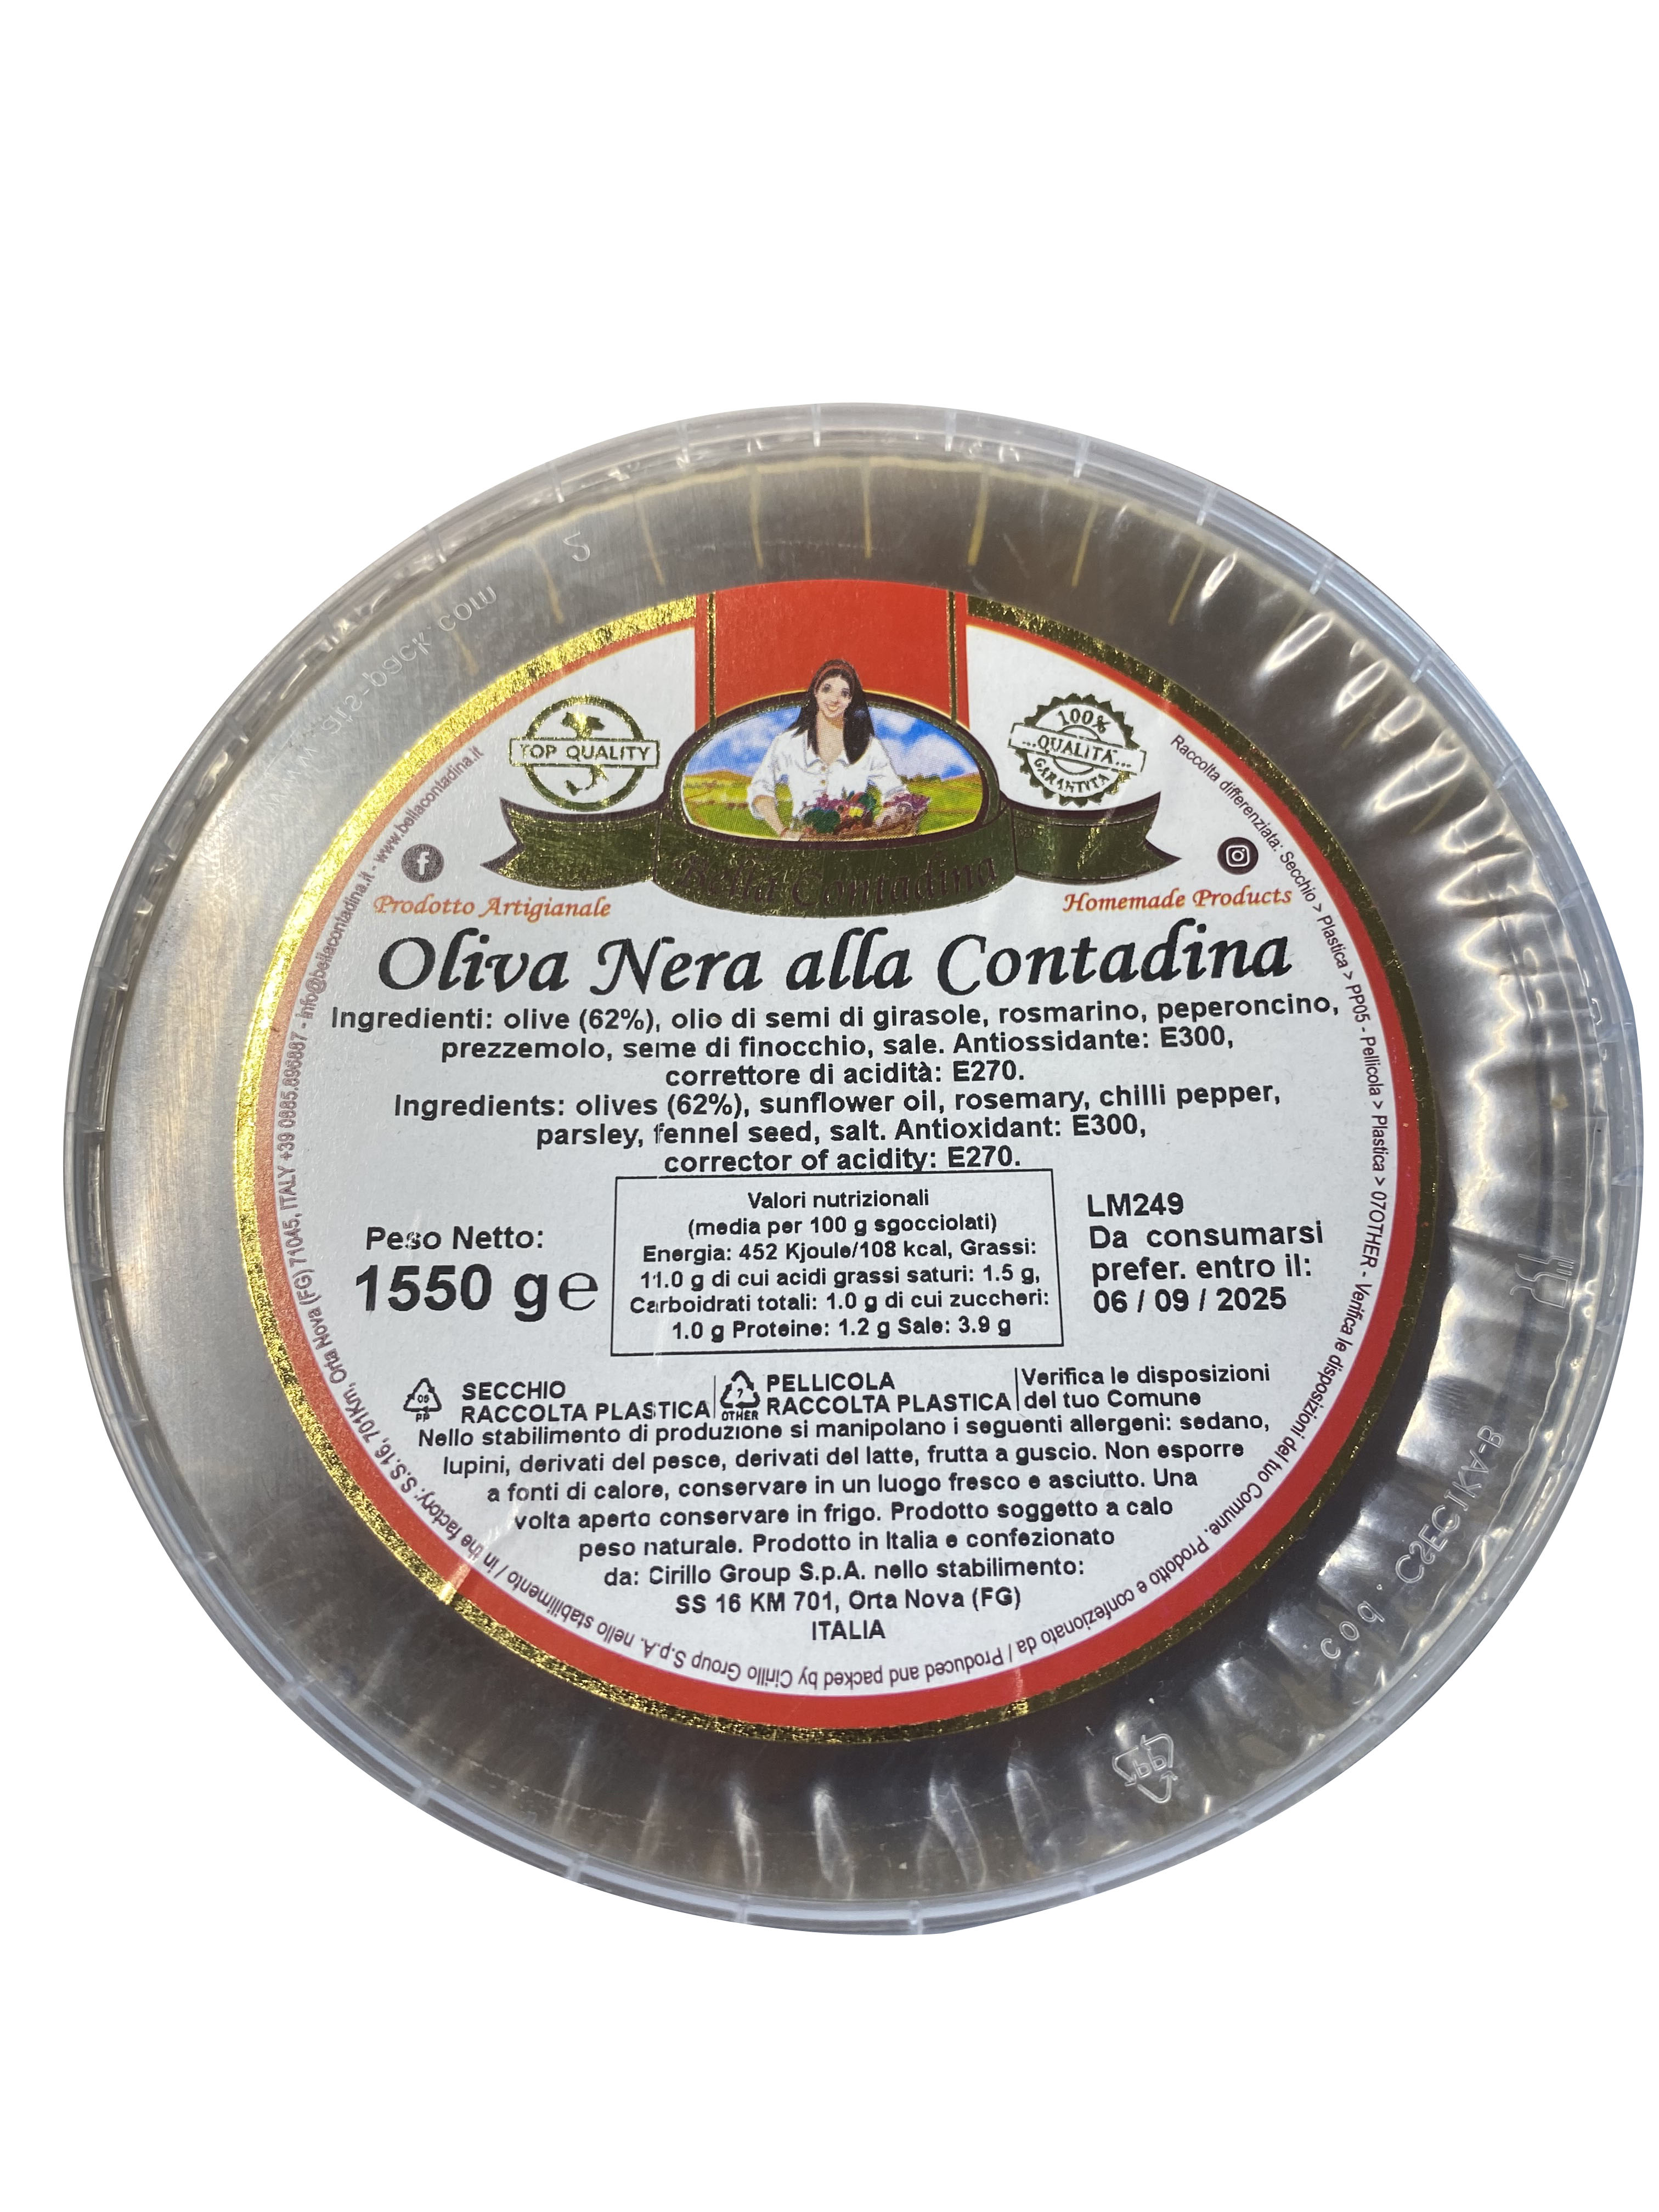 TOP QUALITY
100%
...QUALITÀ...
GARANTITA
Bella Contadina
f
Prodotto Artigianale
Homemade Products
Oliva Nera alla Contadina
Ingredienti: olive (62%), olio di semi di girasole, rosmarino, peperoncino,
prezzemolo, seme di finocchio, sale. Antiossidante: E300,
correttore di acidità: E270.
Ingredients: olives (62%), sunflower oil, rosemary, chilli pepper,
parsley, fennel seed, salt. Antioxidant: E300,
corrector of acidity: E270.
Peso Netto:
1550 g e
Valori nutrizionali
(media per 100 g sgocciolati)
Energia: 452 Kjoule/108 kcal, Grassi:
11.0 g di cui acidi grassi saturi: 1.5 g,
Carboidrati totali: 1.0 g di cui zuccheri:
1.0 g Proteine: 1.2 g Sale: 3.9 g
LM249
Da consumarsi
prefer. entro il:
06 / 09 / 2025
05
PP
SECCHIO
RACCOLTA PLASTICA
7
OTHER
PELLICOLA
RACCOLTA PLASTICA
Verifica le disposizioni
del tuo Comune
Nello stabilimento di produzione si manipolano i seguenti allergeni: sedano,
lupini, derivati del pesce, derivati del latte, frutta a guscio. Non esporre
a fonti di calore, conservare in un luogo fresco e asciutto. Una
volta aperto conservare in frigo. Prodotto soggetto a calo
peso naturale. Prodotto in Italia e confezionato
da: Cirillo Group S.p.A. nello stabilimento:
SS 16 KM 701, Orta Nova (FG)
ITALIA
Raccolta differenziata: Secchio > Plastica > PP05 - Pellicola > Plastica > 07OTHER - Verifica le disposizioni del tuo Comune. Prodotto e confezionato da / Produced and packed by Cirillo Group S.p.A. nello stabilimento / in the factory: S.S.16, 701Km, Orta Nova (FG) 71045, ITALY +39 0885.896887 - info@bellacontadina.it - www.bellacontadina.it
2
pp